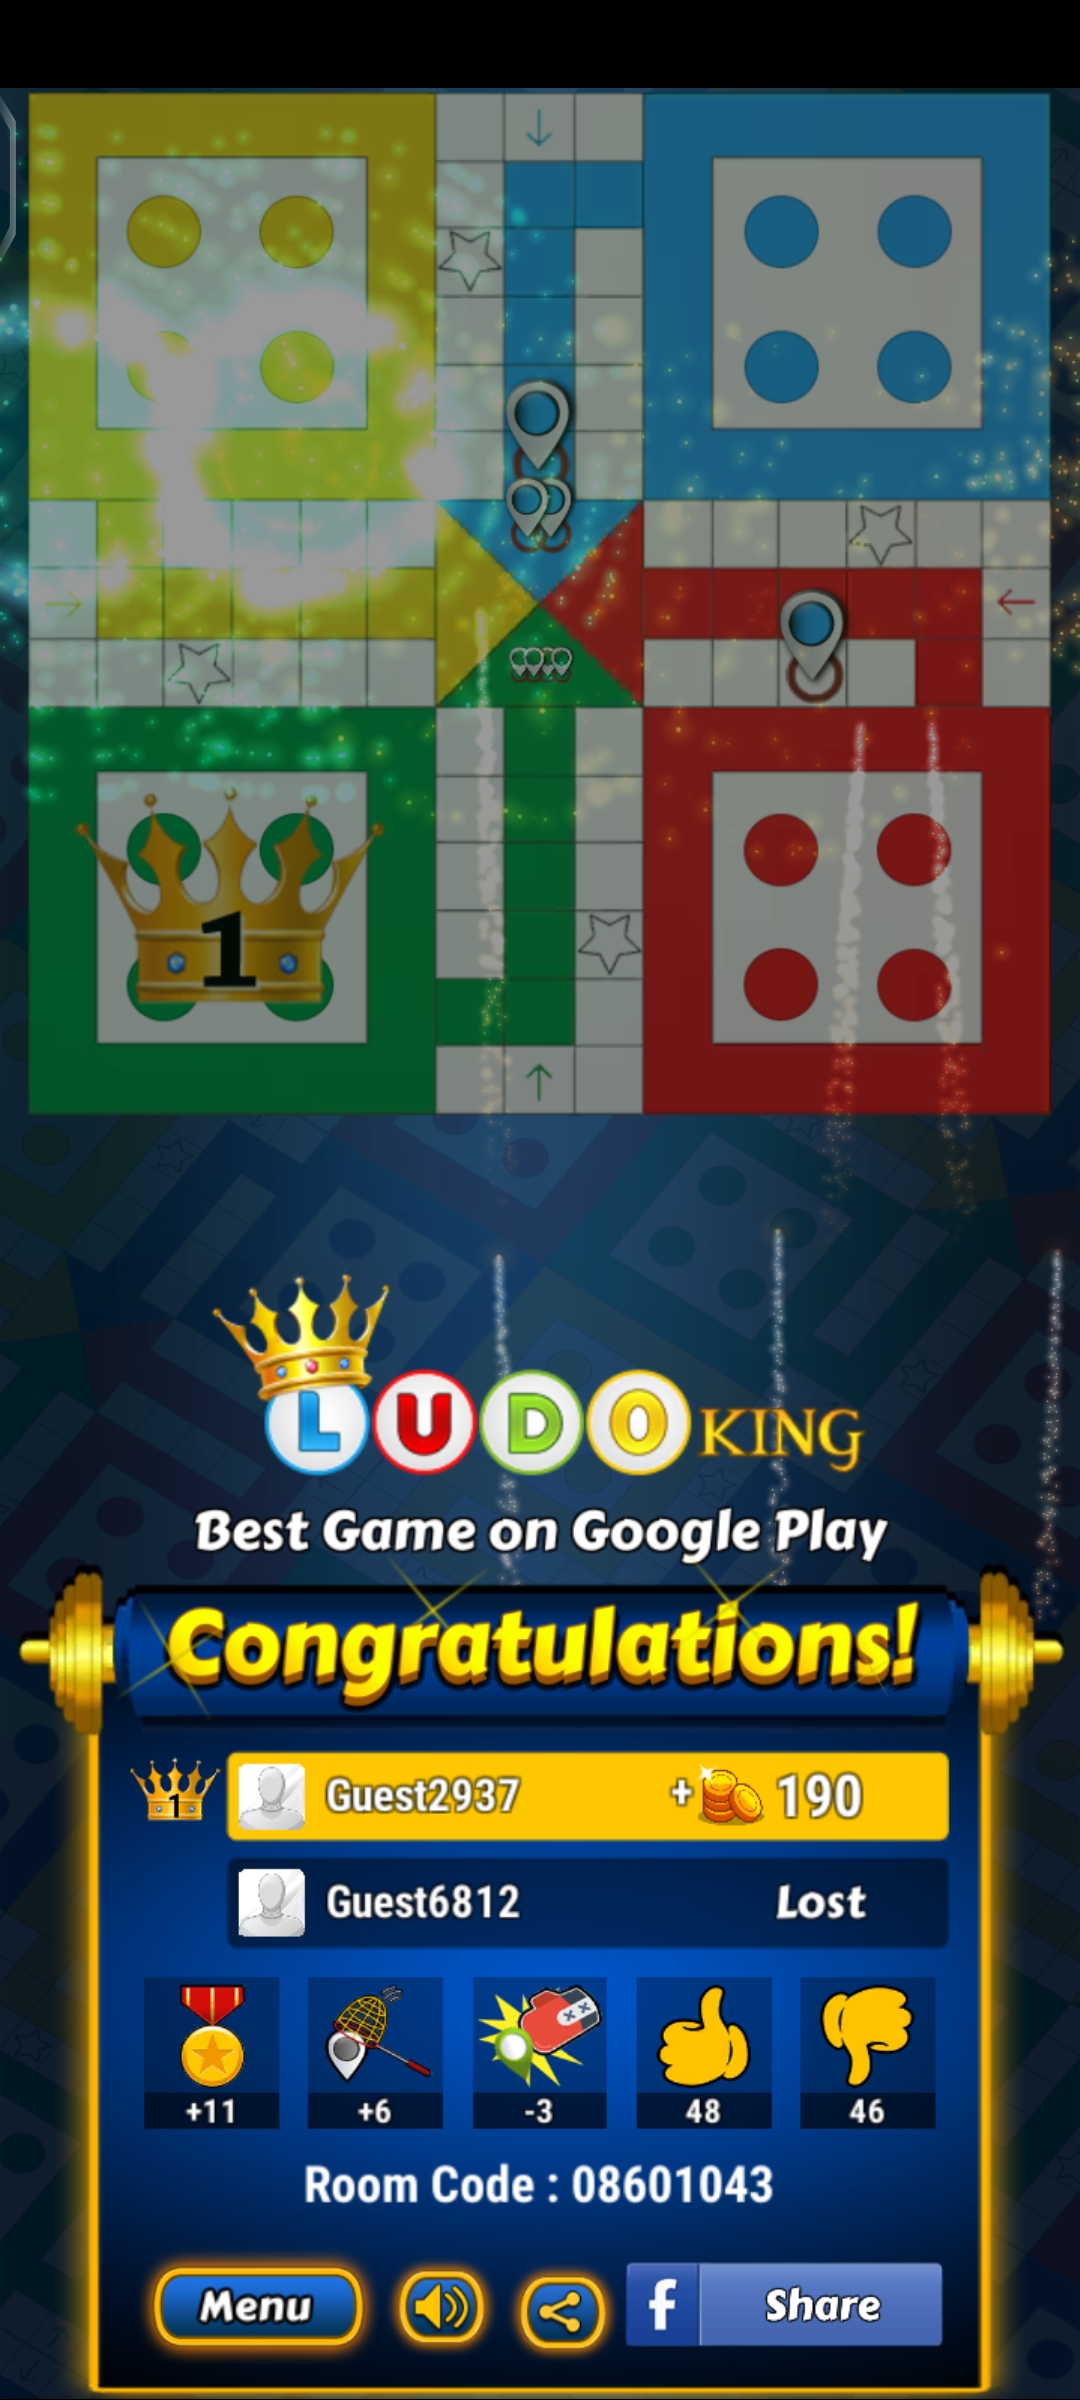 1
LUDO KING
Best Game on Google Play
Congratulations!
1 Guest2937 + 190
Guest6812 Lost
+11 +6 -3 48 46
Room Code : 08601043
Menu f Share